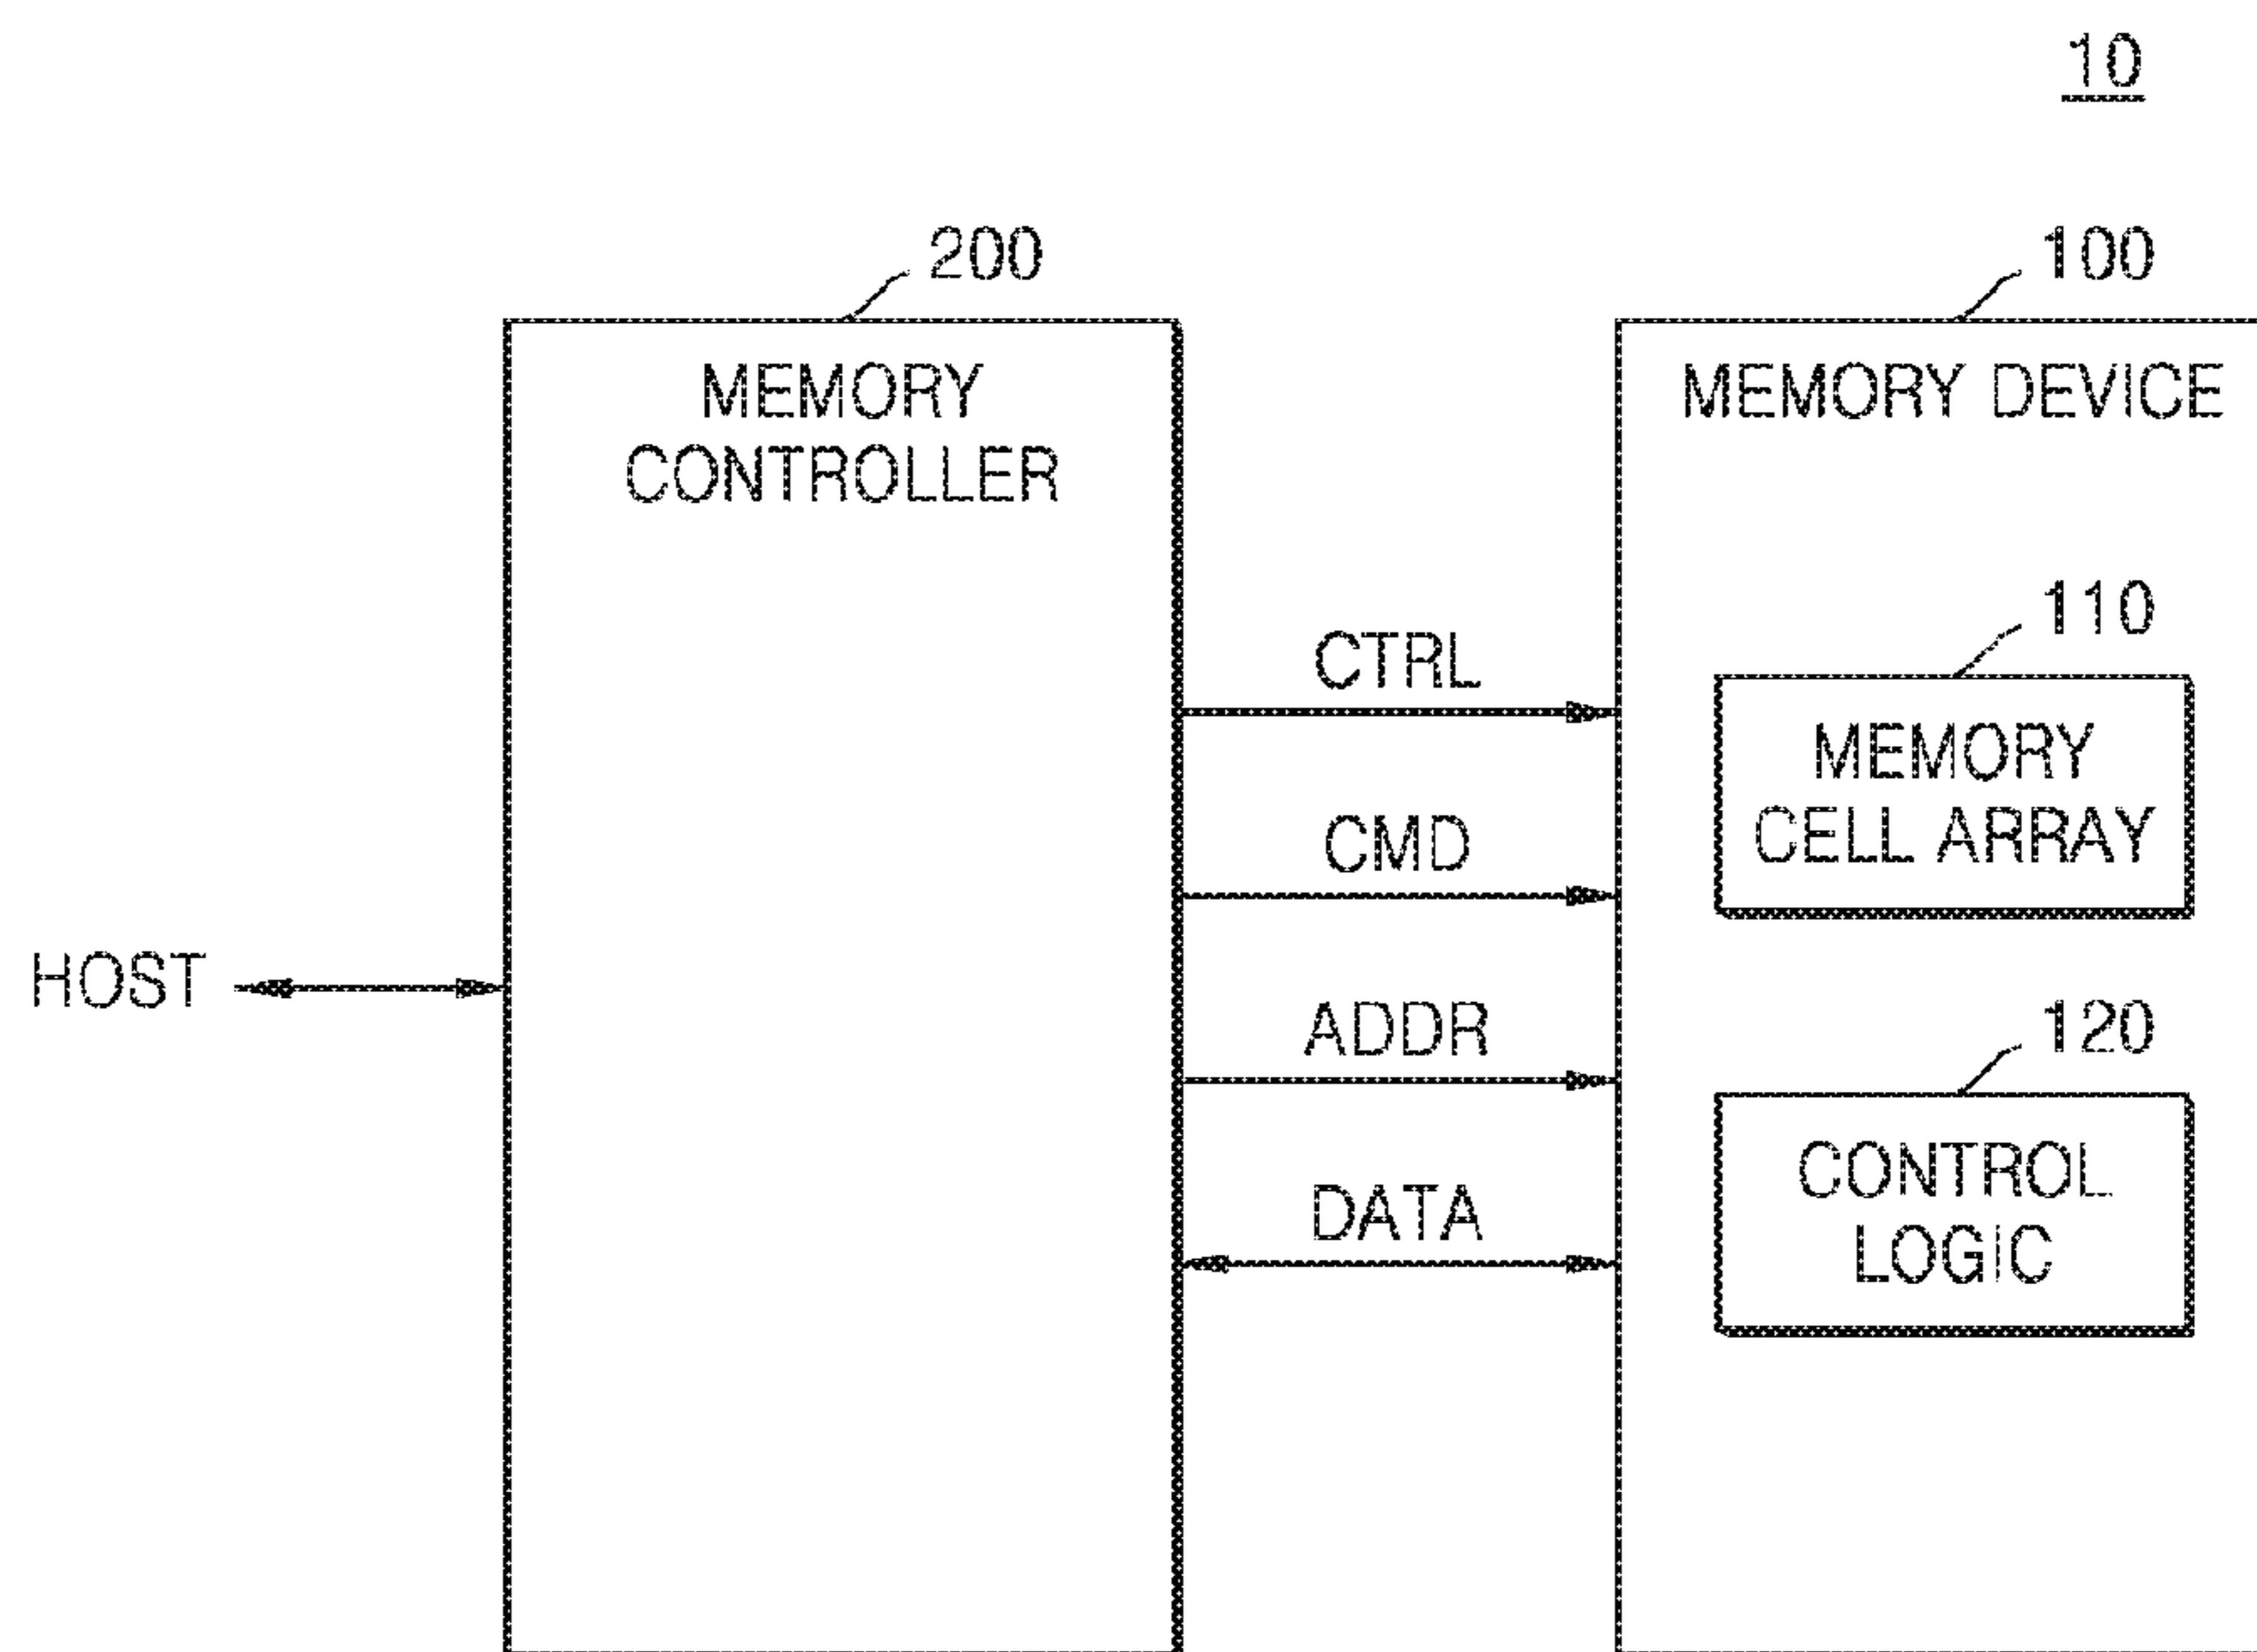 10
200
100
MEMORY
CONTROLLER
MEMORY DEVICE
110
CTRL
MEMORY
CELL ARRAY
CMD
HOST
ADDR
120
CONTROL
LOGIC
DATA